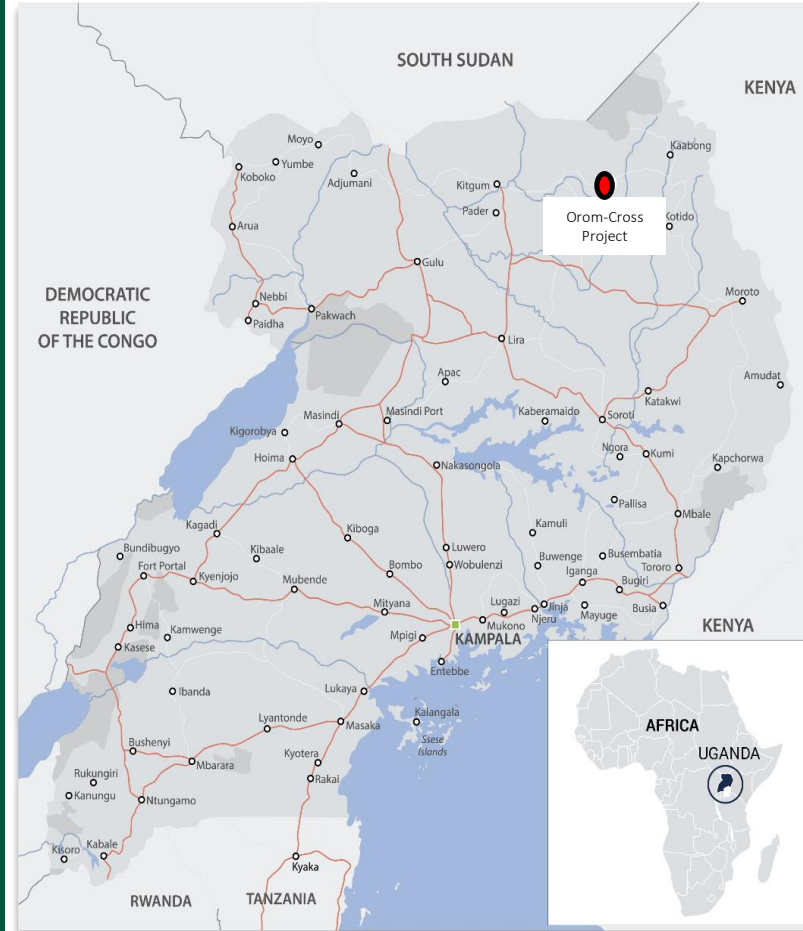 SOUTH SUDAN
KENYA
Moyo
Yumbe
Koboko
Adjumani
Kaabong
Kitgum
Pader
Orom-Cross
Project
Kotido
Arua
Gulu
DEMOCRATIC
REPUBLIC
OF THE CONGO
Nebbi
Pakwach
Paidha
Moroto
Lira
Apac
Amudat
Katakwi
Masindi
Masindi Port
Kaberamaido
Soroti
Kigorobya
Ngora
Kumi
Hoima
Nakasongola
Kapchorwa
Pallisa
Mbale
Kagadi
Kiboga
Kamuli
Bundibugyo
Kibaale
Luwero
Busembatia
Fort Portal
Kyenjojo
Bombo
Wobulenzi
Buwenge
Tororo
Mubende
Iganga
Bugiri
Mityana
Lugazi
Jinja
Busia
Hima
Kamwenge
Mpigi
KAMPALA
Mukono
Njeru
Mayuge
KENYA
Kasese
Entebbe
Ibanda
Lukaya
Lyantonde
Masaka
Kalangala
Ssese
Islands
Bushenyi
Mbarara
Kyotera
Rukungiri
Rakai
Kanungu
Ntungamo
Kisoro
Kabale
Kyaka
RWANDA
TANZANIA
AFRICA
UGANDA